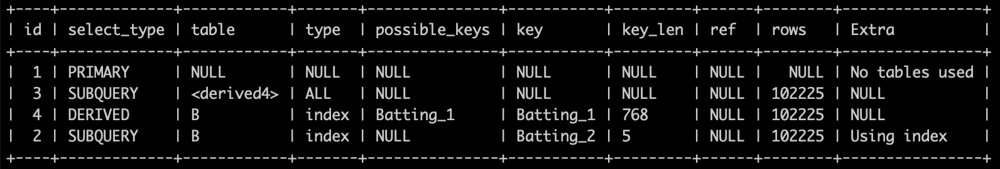 +----+-------------+------------+-------+---------------+-----------+---------+------+--------+----------------+
| id | select_type | table      | type  | possible_keys | key       | key_len | ref  | rows   | Extra          |
+----+-------------+------------+-------+---------------+-----------+---------+------+--------+----------------+
|  1 | PRIMARY     | NULL       | NULL  | NULL          | NULL      | NULL    | NULL |   NULL | No tables used |
|  3 | SUBQUERY    | <derived4> | ALL   | NULL          | NULL      | NULL    | NULL | 102225 | NULL           |
|  4 | DERIVED     | B          | index | Batting_1     | Batting_1 | 768     | NULL | 102225 | NULL           |
|  2 | SUBQUERY    | B          | index | NULL          | Batting_2 | 5       | NULL | 102225 | Using index    |
+----+-------------+------------+-------+---------------+-----------+---------+------+--------+----------------+